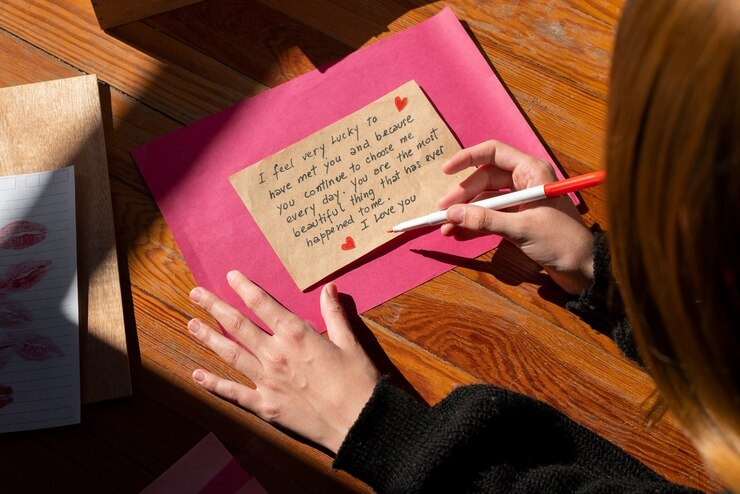 I feel very Lucky to
have met you and because
you continue to choose me
every day. You are the most
beautiful thing that has ever
happened to me.
I Love you